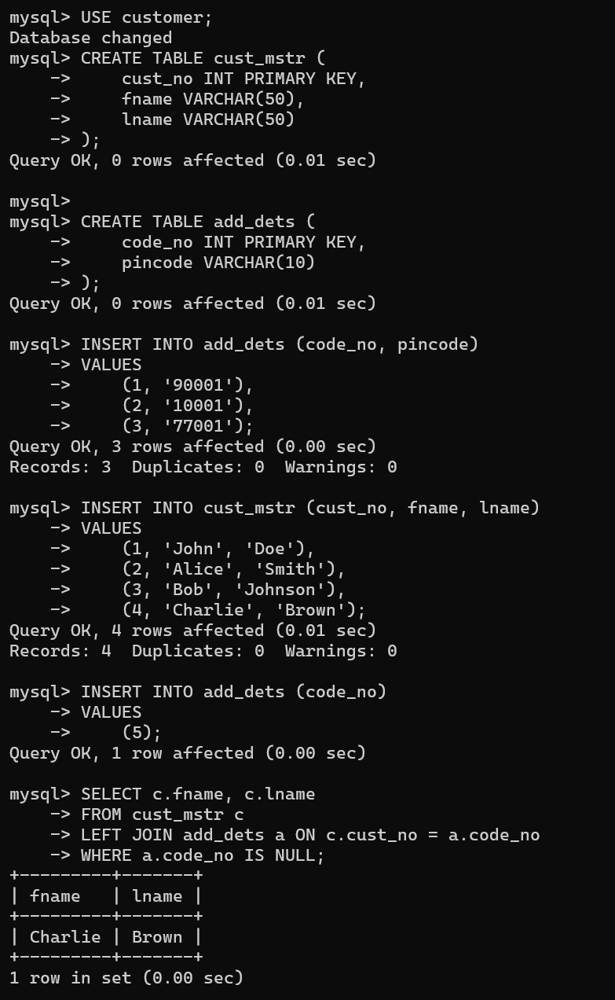 mysql> USE customer;
Database changed
mysql> CREATE TABLE cust_mstr (
    ->     cust_no INT PRIMARY KEY,
    ->     fname VARCHAR(50),
    ->     lname VARCHAR(50)
    -> );
Query OK, 0 rows affected (0.01 sec)

mysql>
mysql> CREATE TABLE add_dets (
    ->     code_no INT PRIMARY KEY,
    ->     pincode VARCHAR(10)
    -> );
Query OK, 0 rows affected (0.01 sec)

mysql> INSERT INTO add_dets (code_no, pincode)
    -> VALUES
    ->     (1, '90001'),
    ->     (2, '10001'),
    ->     (3, '77001');
Query OK, 3 rows affected (0.00 sec)
Records: 3  Duplicates: 0  Warnings: 0

mysql> INSERT INTO cust_mstr (cust_no, fname, lname)
    -> VALUES
    ->     (1, 'John', 'Doe'),
    ->     (2, 'Alice', 'Smith'),
    ->     (3, 'Bob', 'Johnson'),
    ->     (4, 'Charlie', 'Brown');
Query OK, 4 rows affected (0.01 sec)
Records: 4  Duplicates: 0  Warnings: 0

mysql> INSERT INTO add_dets (code_no)
    -> VALUES
    ->     (5);
Query OK, 1 row affected (0.00 sec)

mysql> SELECT c.fname, c.lname
    -> FROM cust_mstr c
    -> LEFT JOIN add_dets a ON c.cust_no = a.code_no
    -> WHERE a.code_no IS NULL;
+---------+-------+
| fname   | lname |
+---------+-------+
| Charlie | Brown |
+---------+-------+
1 row in set (0.00 sec)